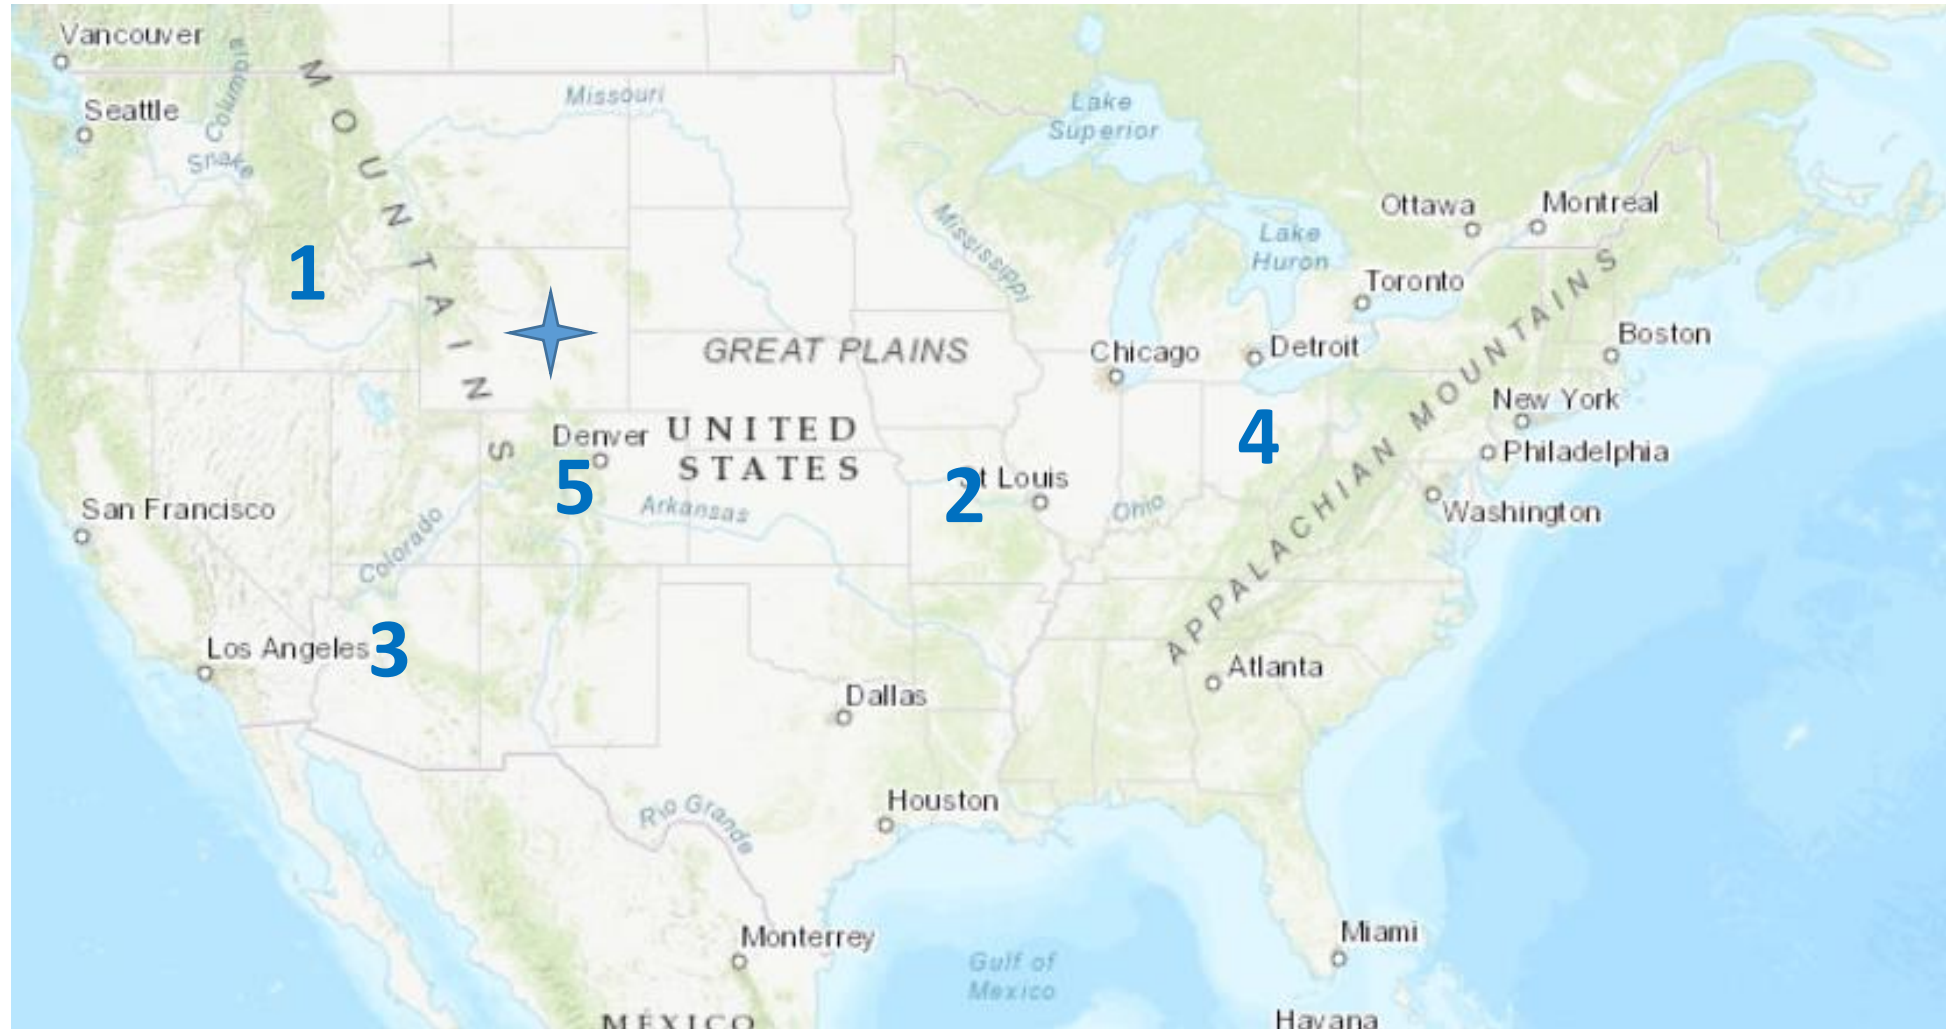 Vancouver
Seattle
Columbia
Snake
MOUNTAINS
Missouri
Lake
Superior
Mississippi
Ottawa
Montreal
Lake
Huron
Toronto
1
GREAT PLAINS
Chicago
Detroit
Boston
New York
Denver
UNITED
STATES
4
Philadelphia
5
2
St Louis
APPALACHIAN MOUNTAINS
San Francisco
Colorado
Arkansas
Ohio
Washington
Los Angeles
3
Dallas
Atlanta
Houston
Rio Grande
Monterrey
Gulf of
Mexico
Miami
MÉXICO
Havana